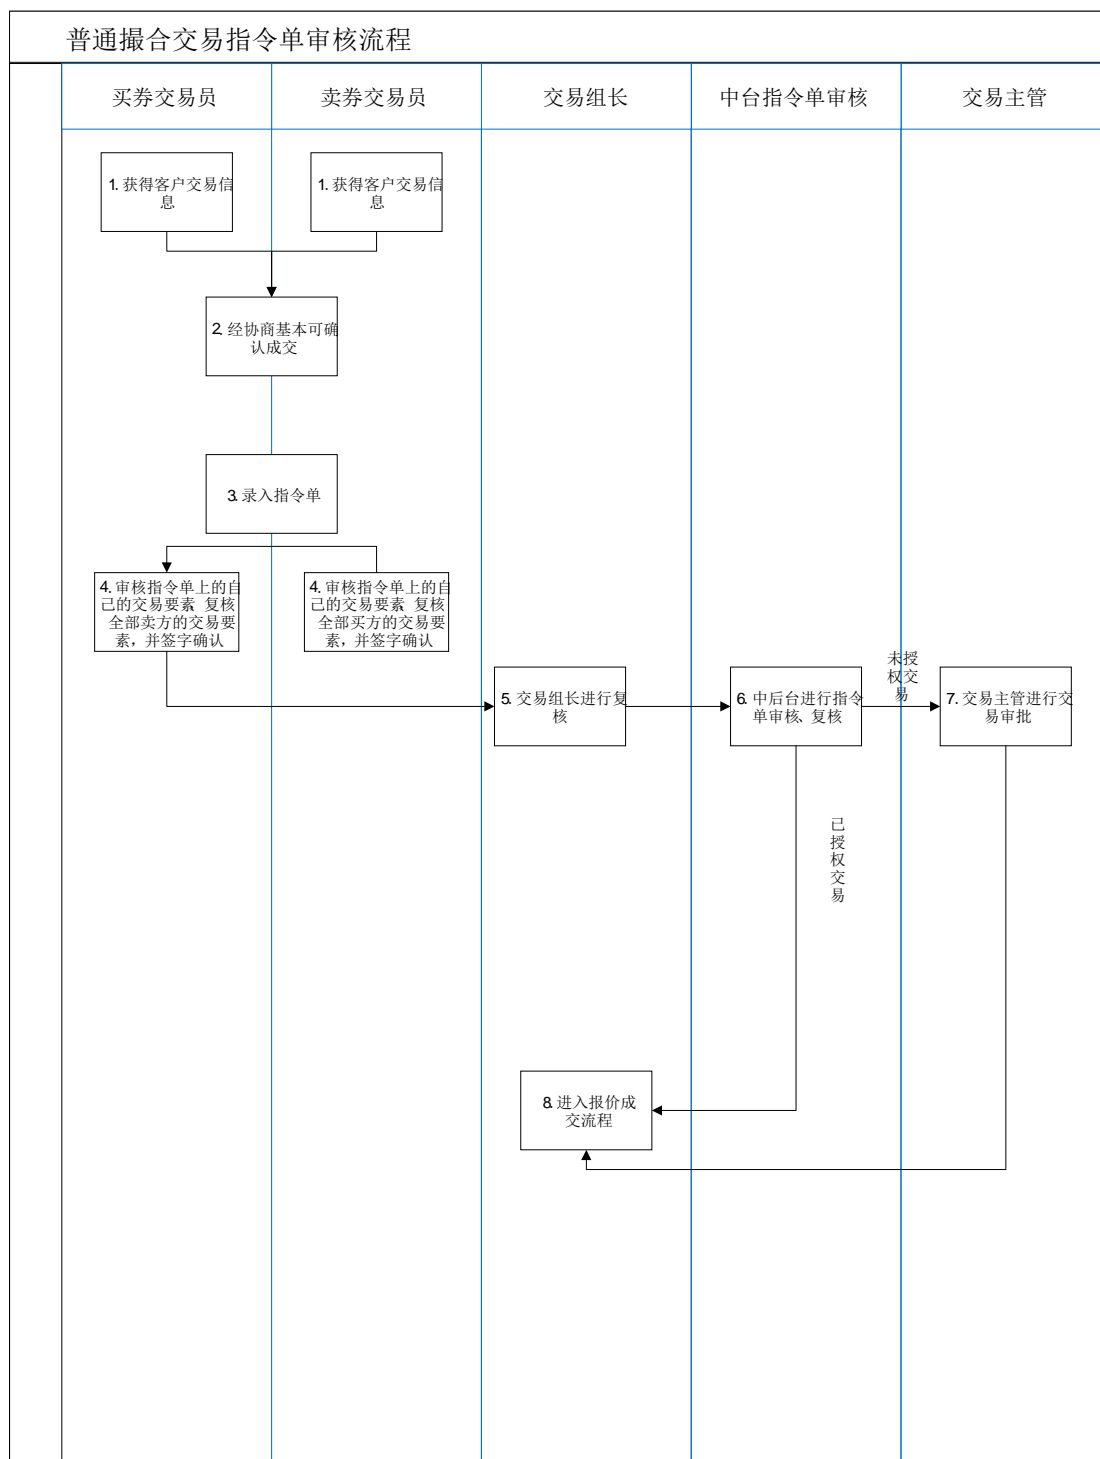 普通撮合交易指令单审核流程
买券交易员
卖券交易员
交易组长
中台指令单审核
交易主管
1. 获得客户交易信
息
1. 获得客户交易信
息
2. 经协商基本可确
认成交
3. 录入指令单
4. 审核指令单上的自
己的交易要素 复核
全部卖方的交易要
素，并签字确认
4. 审核指令单上的自
己的交易要素 复核
全部买方的交易要
素，并签字确认
5. 交易组长进行复
核
6. 中后台进行指令
单审核、复核
未授
权交
易
7. 交易主管进行交
易审批
已
授
权
交
易
8. 进入报价成
交流程